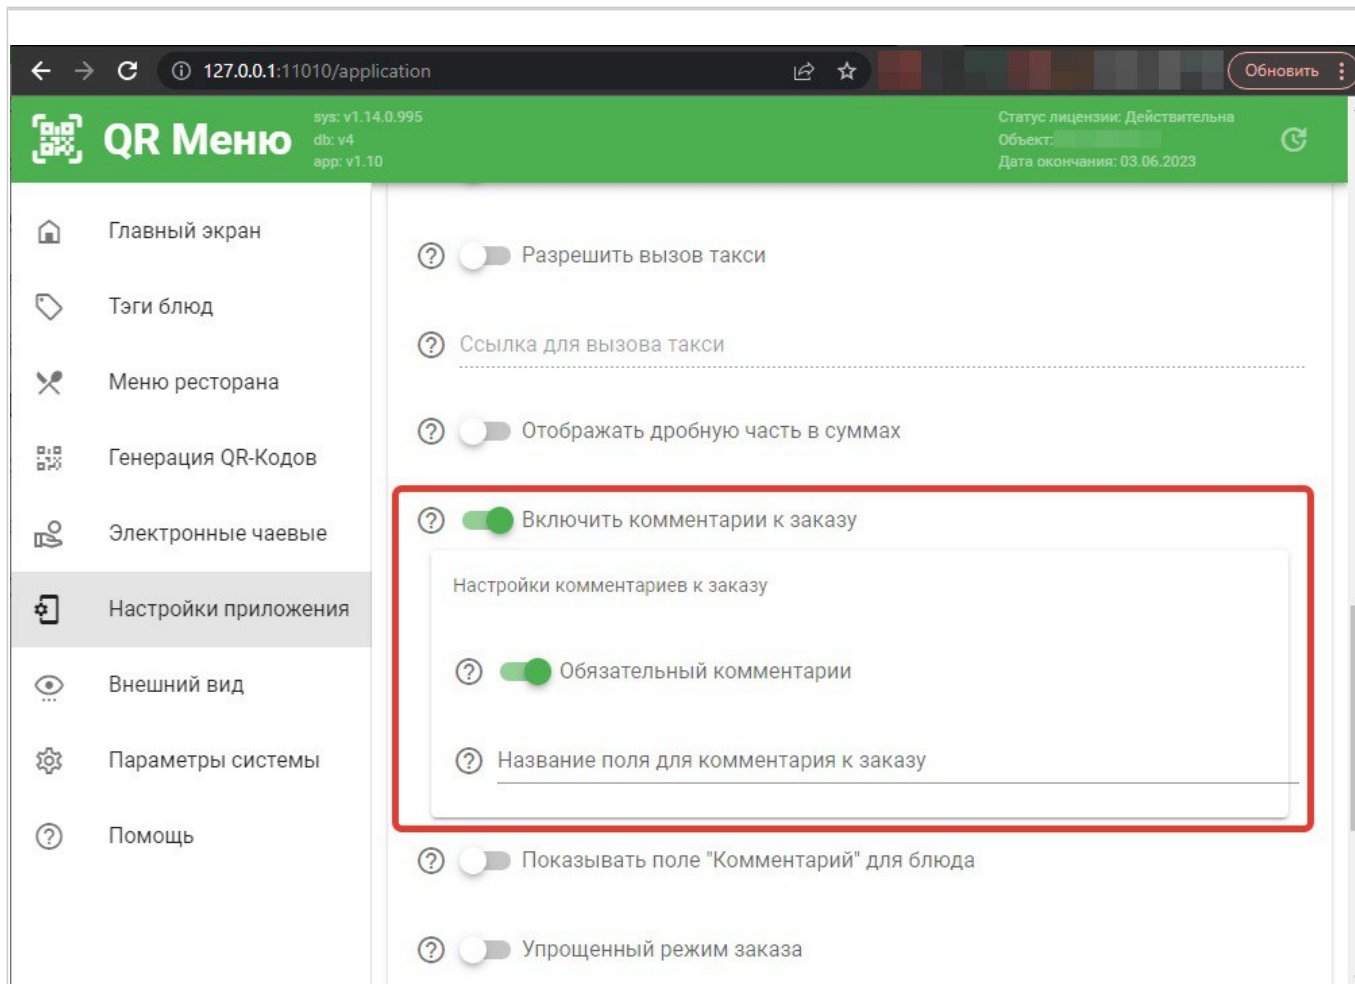 127.0.0.1:11010/application
Обновить
QR Меню
sys: v1.14.0.995
db: v4
app: v1.10
Статус лицензии: Действительна
Объект:
Дата окончания: 03.06.2023
Главный экран
Тэги блюд
Меню ресторана
Генерация QR-Кодов
Электронные чаевые
Настройки приложения
Внешний вид
Параметры системы
Помощь
Разрешить вызов такси
Ссылка для вызова такси
Отображать дробную часть в суммах
Включить комментарии к заказу
Настройки комментариев к заказу
Обязательный комментарии
Название поля для комментария к заказу
Показывать поле "Комментарий" для блюда
Упрощенный режим заказа